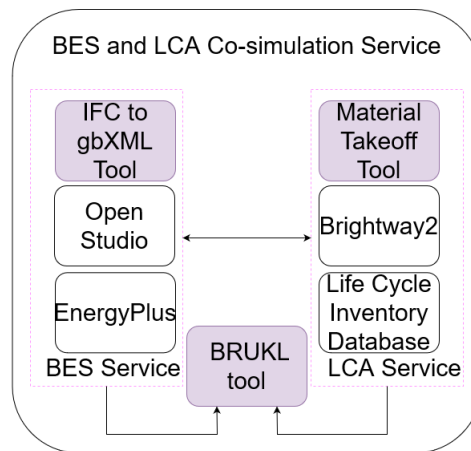 BES and LCA Co-simulation Service
IFC to
gbXML
Tool
Open
Studio
EnergyPlus
BES Service
Material
Takeoff
Tool
Brightway2
Life Cycle
Inventory
Database
LCA Service
BRUKL
tool